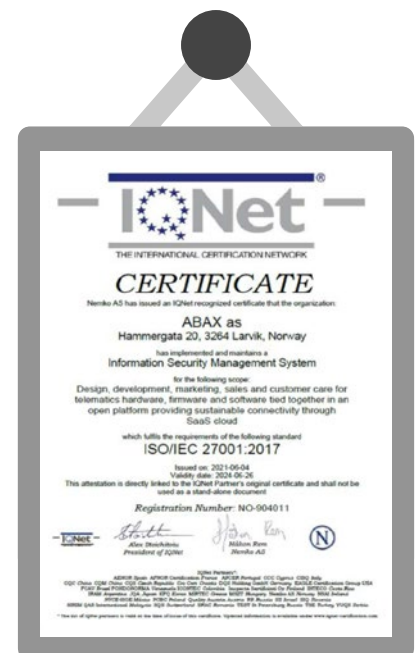 IQNet ®
THE INTERNATIONAL CERTIFICATION NETWORK
CERTIFICATE
Nemko AS has issued an IQNet recognized certificate that the organization:
ABAX as
Hammergata 20, 3264 Larvik, Norway
has implemented and maintains a
Information Security Management System
for the following scope:
Design, development, marketing, sales and customer care for
telematics hardware, firmware and software tied together in an
open platform providing sustainable connectivity through
SaaS cloud
which fulfils the requirements of the following standard
ISO/IEC 27001:2017
Issued on: 2021-06-04
Validity date: 2024-06-26
This attestation is directly linked to the IQNet Partner's original certificate and shall not be
used as a stand-alone document
Registration Number: NO-904011
IQNet
Alex Stoichitoiu
President of IQNet
Håkon Rem
Nemko AS
N
IQNet Partners*: